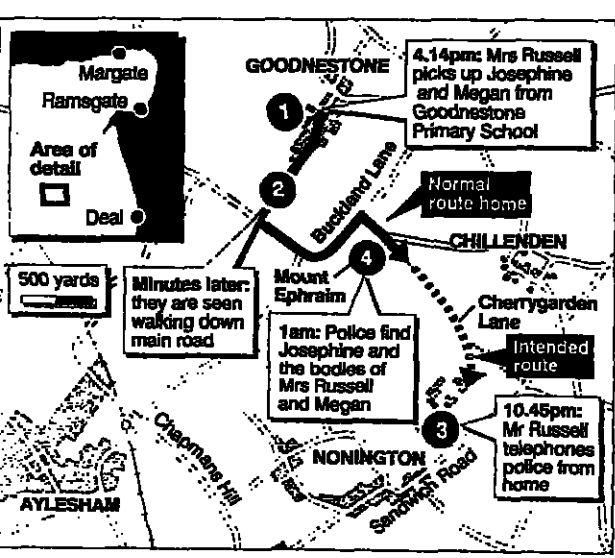 Margate
Ramsgate
Area of
detail
Deal
500 yards
GOODNESTONE
1
4.14pm: Mrs Russell
picks up Josephine
and Megan from
Goodnestone
Primary School
2
Buckland Lane
Normal
route home
Minutes later:
they are seen
walking down
main road
Mount
Ephraim
4
CHILLENDEN
1am: Police find
Josephine and
the bodies of
Mrs Russell
and Megan
Cherrygarden
Lane
Intended
route
3
10.45pm:
Mr Russell
telephones
police from
home
Chapmans Hill
NONINGTON
Sandwich Road
AYLESHAM